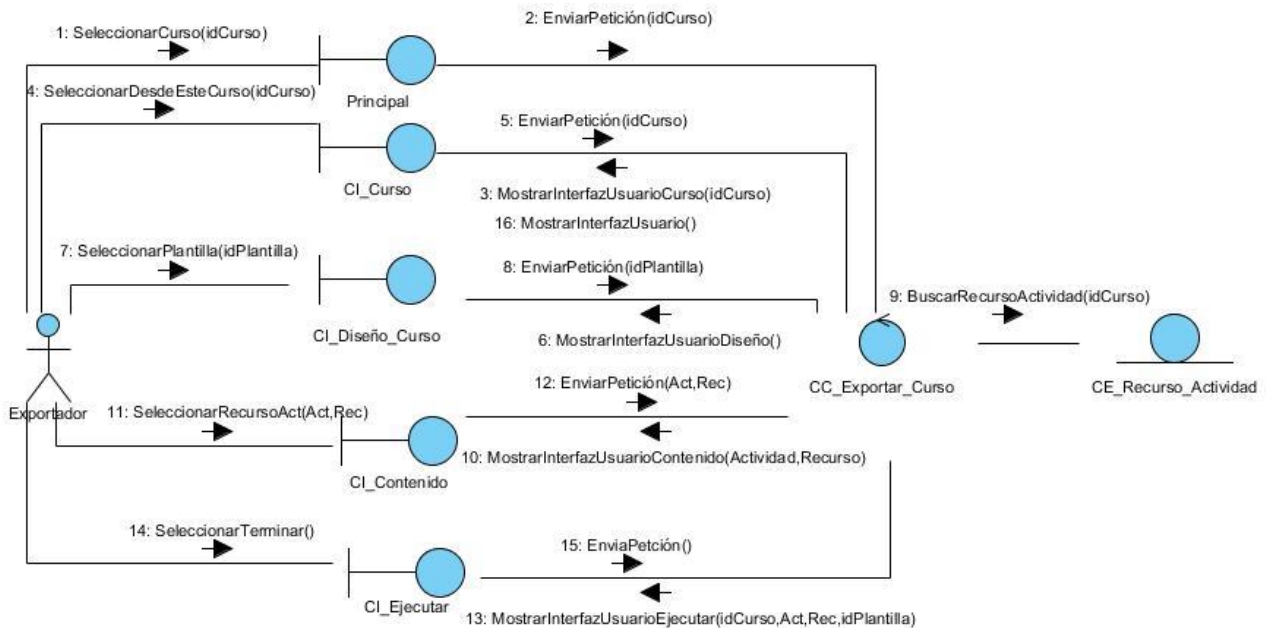 2: EnviarPetición(idCurso)
1: SeleccionarCurso(idCurso)
4: SeleccionarDesdeEsteCurso(idCurso)
Principal
5: EnviarPetición(idCurso)
CI_Curso
3: MostrarInterfazUsuarioCurso(idCurso)
16: MostrarInterfazUsuario()
7: SeleccionarPlantilla(idPlantilla)
8: EnviarPetición(idPlantilla)
9: BuscarRecursoActividad(idCurso)
CI_Diseño_Curso
6: MostrarInterfazUsuarioDiseño()
12: EnviarPetición(Act,Rec)
CC_Exportar_Curso
CE_Recurso_Actividad
Exportador
11: SeleccionarRecursoAct(Act,Rec)
10: MostrarInterfazUsuarioContenido(Actividad,Recurso)
CI_Contenido
14: SeleccionarTerminar()
15: EnviaPetción()
CI_Ejecutar
13: MostrarInterfazUsuarioEjecutar(idCurso,Act,Rec,idPlantilla)